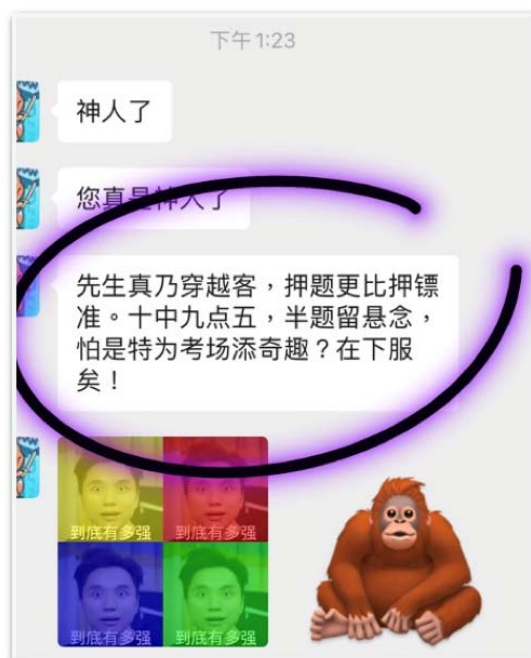 下午 1:23
神人了
您真是神人了
先生真乃穿越客，押题更比押镖
准。十中九点五，半题留悬念，
怕是特为考场添奇趣？在下服
矣！
到底有多强
到底有多强
到底有多强
到底有多强